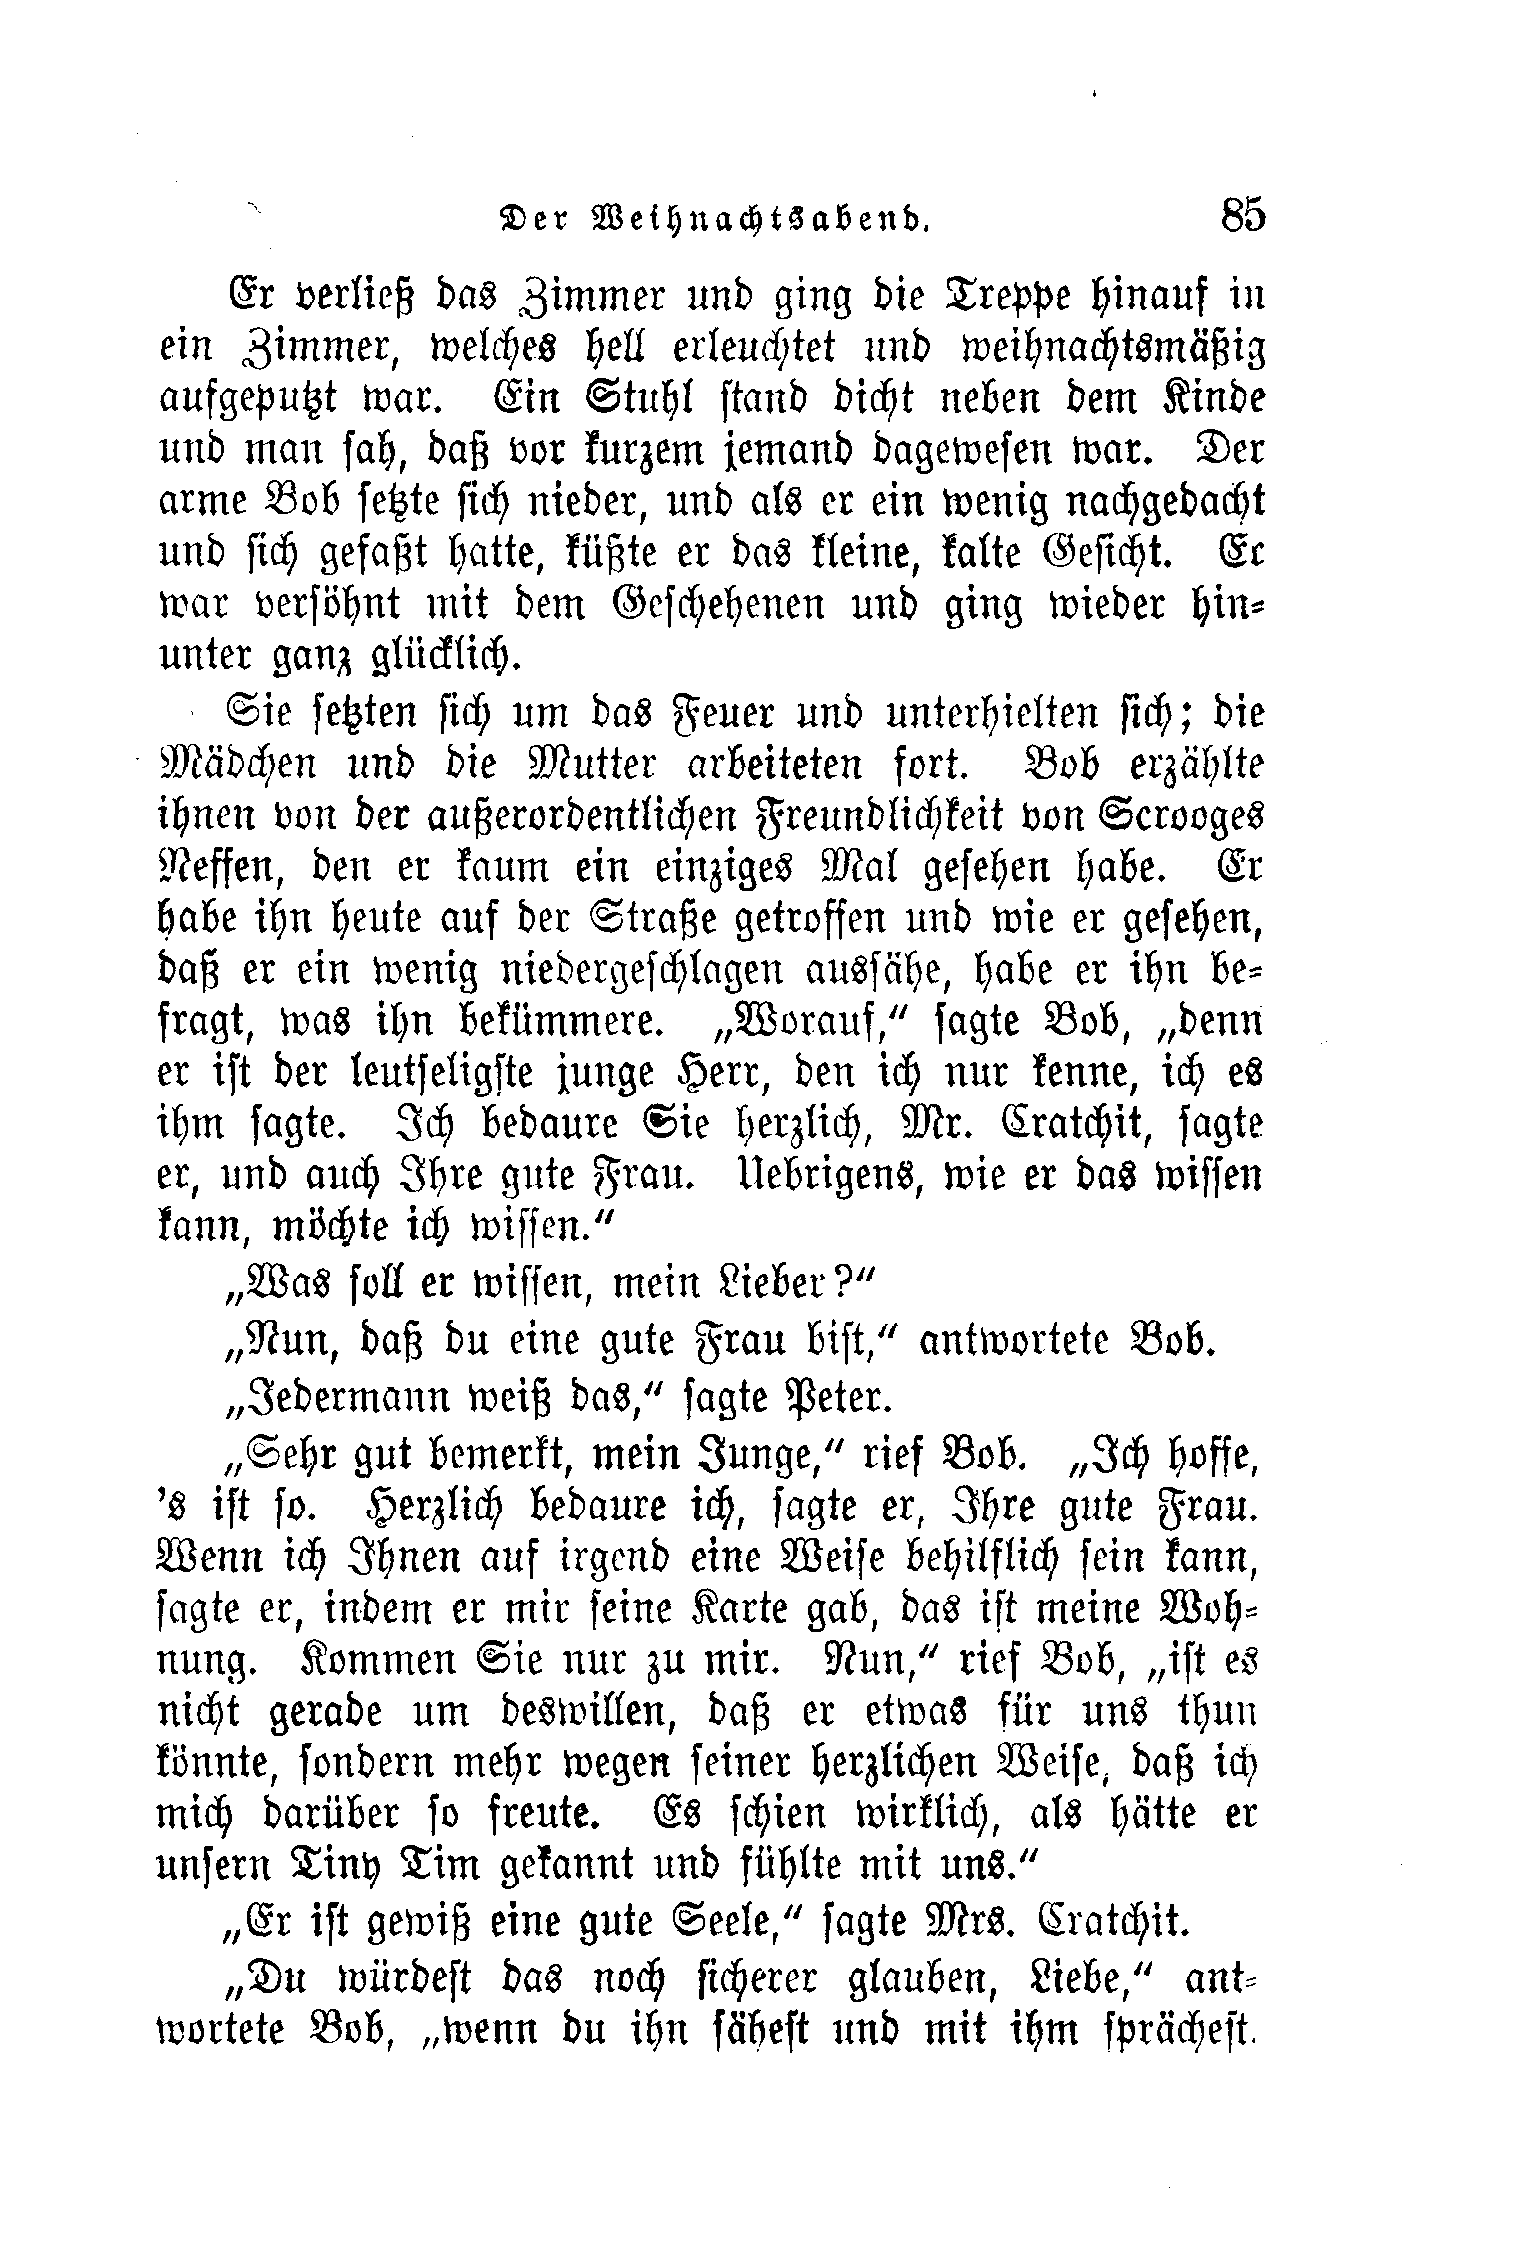 Der Weihnachtsabend. 85
Er verließ das Zimmer und ging die Treppe hinauf in
ein Zimmer, welches hell erleuchtet und weihnachtsmäßig
aufgeputzt war. Ein Stuhl stand dicht neben dem Kinde
und man sah, daß vor kurzem jemand dagewesen war. Der
arme Bob setzte sich nieder, und als er ein wenig nachgedacht
und sich gefaßt hatte, küßte er das kleine, kalte Gesicht. Er
war versöhnt mit dem Geschehenen und ging wieder hin-
unter ganz glücklich.
Sie setzten sich um das Feuer und unterhielten sich; die
Mädchen und die Mutter arbeiteten fort. Bob erzählte
ihnen von der außerordentlichen Freundlichkeit von Scrooges
Neffen, den er kaum ein einziges Mal gesehen habe. Er
habe ihn heute auf der Straße getroffen und wie er gesehen,
daß er ein wenig niedergeschlagen aussähe, habe er ihn be-
fragt, was ihn bekümmere. „Worauf,“ sagte Bob, „denn
er ist der leutseligste junge Herr, den ich nur kenne, ich es
ihm sagte. Ich bedaure Sie herzlich, Mr. Cratchit, sagte
er, und auch Ihre gute Frau. Uebrigens, wie er das wissen
kann, möchte ich wissen.“
„Was soll er wissen, mein Lieber?“
„Nun, daß du eine gute Frau bist,“ antwortete Bob.
„Jedermann weiß das,“ sagte Peter.
„Sehr gut bemerkt, mein Junge,“ rief Bob. „Ich hoffe,
’s ist so. Herzlich bedaure ich, sagte er, Ihre gute Frau.
Wenn ich Ihnen auf irgend eine Weise behilflich sein kann,
sagte er, indem er mir seine Karte gab, das ist meine Woh-
nung. Kommen Sie nur zu mir. Nun,“ rief Bob, „ist es
nicht gerade um deswillen, daß er etwas für uns thun
könnte, sondern mehr wegen seiner herzlichen Weise, daß ich
mich darüber so freute. Es schien wirklich, als hätte er
unsern Tiny Tim gekannt und fühlte mit uns.“
„Er ist gewiß eine gute Seele,“ sagte Mrs. Cratchit.
„Du würdest das noch sicherer glauben, Liebe,“ ant-
wortete Bob, „wenn du ihn sähest und mit ihm sprächest.